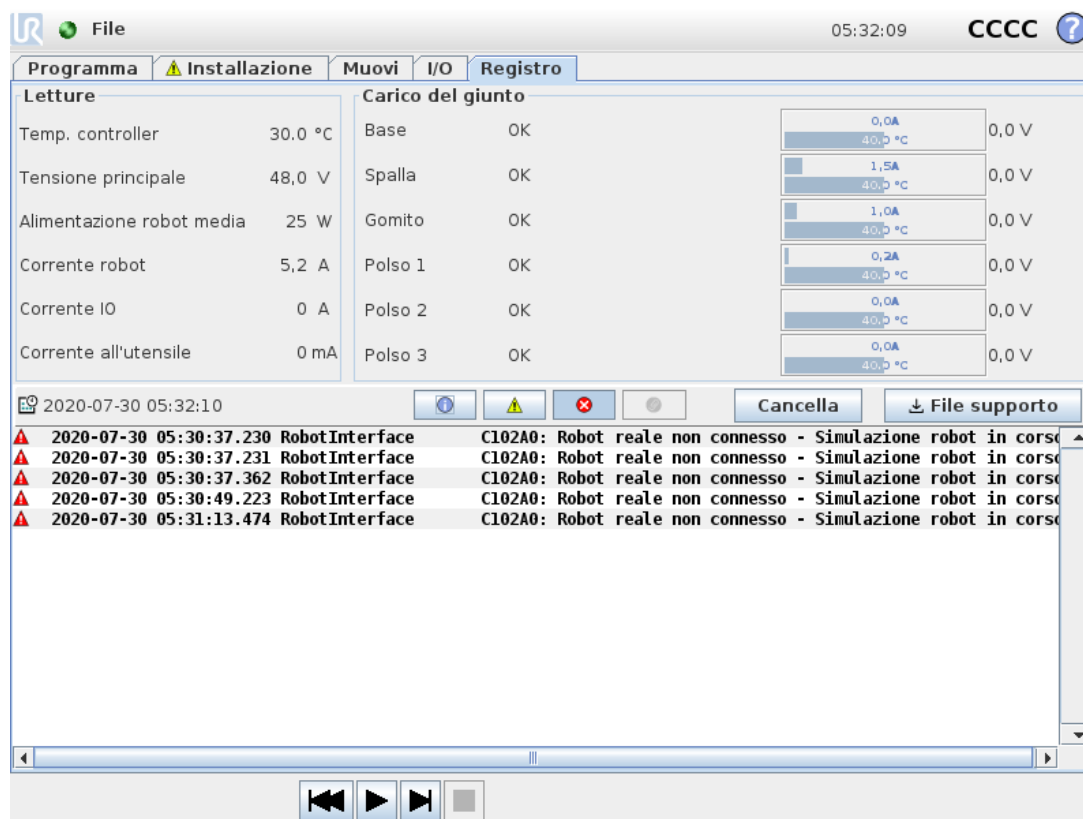 UR File 05:32:09 CCCC ?
Programma Installazione Muovi I/O Registro
Letture
Temp. controller 30.0 °C
Tensione principale 48,0 V
Alimentazione robot media 25 W
Corrente robot 5,2 A
Corrente IO 0 A
Corrente all'utensile 0 mA
Carico del giunto
Base OK 0,0A 40,0 °C 0,0 V
Spalla OK 1,5A 40,0 °C 0,0 V
Gomito OK 1,0A 40,0 °C 0,0 V
Polso 1 OK 0,2A 40,0 °C 0,0 V
Polso 2 OK 0,0A 40,0 °C 0,0 V
Polso 3 OK 0,0A 40,0 °C 0,0 V
2020-07-30 05:32:10 Cancella File supporto
2020-07-30 05:30:37.230 RobotInterface C102A0: Robot reale non connesso - Simulazione robot in corso
2020-07-30 05:30:37.231 RobotInterface C102A0: Robot reale non connesso - Simulazione robot in corso
2020-07-30 05:30:37.362 RobotInterface C102A0: Robot reale non connesso - Simulazione robot in corso
2020-07-30 05:30:49.223 RobotInterface C102A0: Robot reale non connesso - Simulazione robot in corso
2020-07-30 05:31:13.474 RobotInterface C102A0: Robot reale non connesso - Simulazione robot in corso